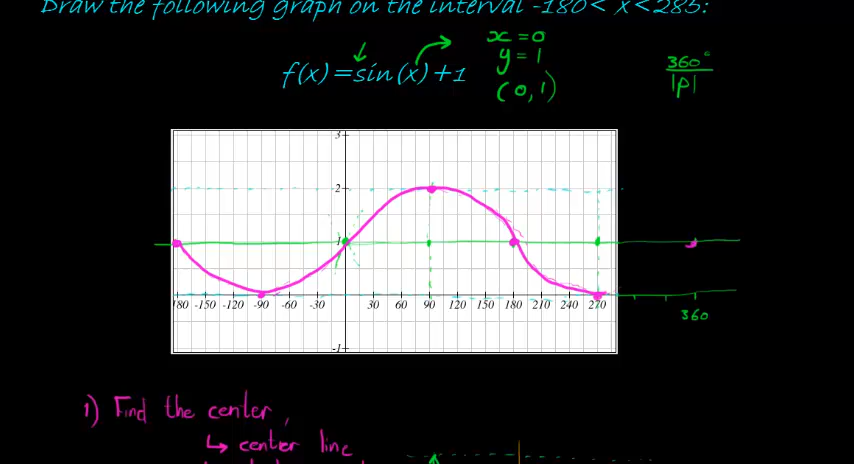 Draw the following graph on the interval -180< x<285:
x = 0
f(x)=sin(x)+1
y = 1
(0,1)
360°
|p|
3
2
1
180 -150 -120 -90 -60 -30 30 60 90 120 150 180 210 240 270
360
-1
1) Find the center,
↳ center line